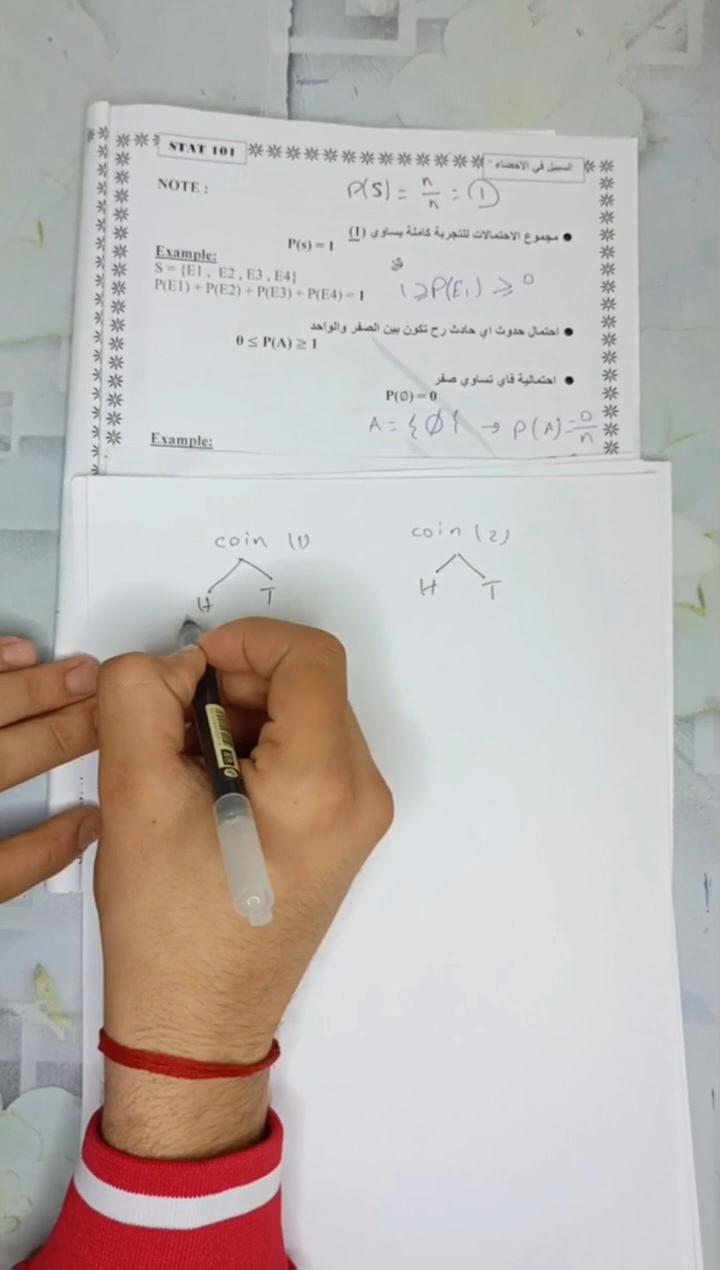 STAT 101
السبيل في الاحصاء
NOTE :
P(S) = n/n = 1
● مجموع الاحتمالات للتجربة كاملة يساوي (1)
P(s) = 1
Example:
S = {E1 , E2 , E3 , E4}
P(E1) + P(E2) + P(E3) + P(E4) = 1
1 ≥ P(E₁) ≥ 0
● احتمال حدوث اي حادث رح تكون بين الصفر والواحد
0 ≤ P(A) ≥ 1
● احتمالية فاي تساوي صفر
P(∅) = 0
A = {∅} → P(A) = 0/n
Example:
coin (1)
H T
coin (2)
H T